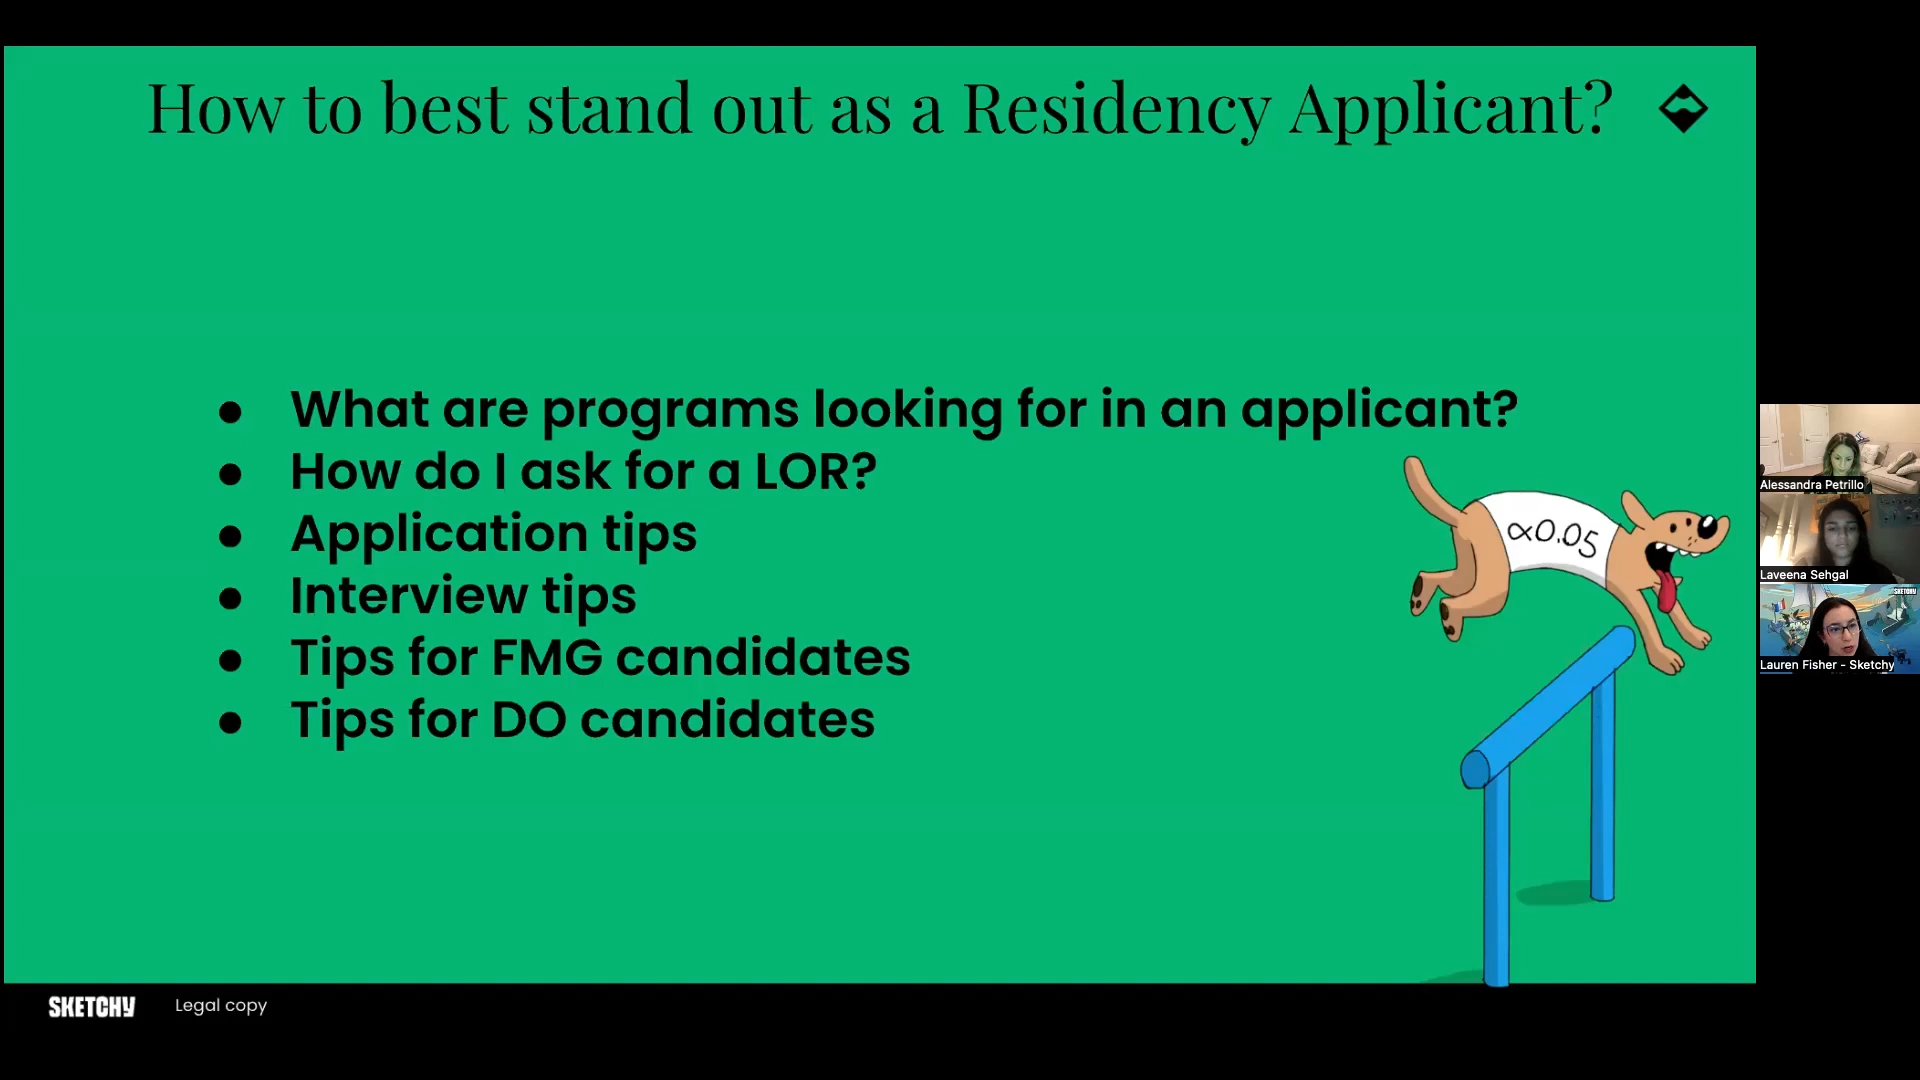 How to best stand out as a Residency Applicant?
What are programs looking for in an applicant?
How do I ask for a LOR?
Application tips
Interview tips
Tips for FMG candidates
Tips for DO candidates
∝0.05
Alessandra Petrillo
Laveena Sehgal
SKETCHY
Lauren Fisher - Sketchy
SKETCHY
Legal copy